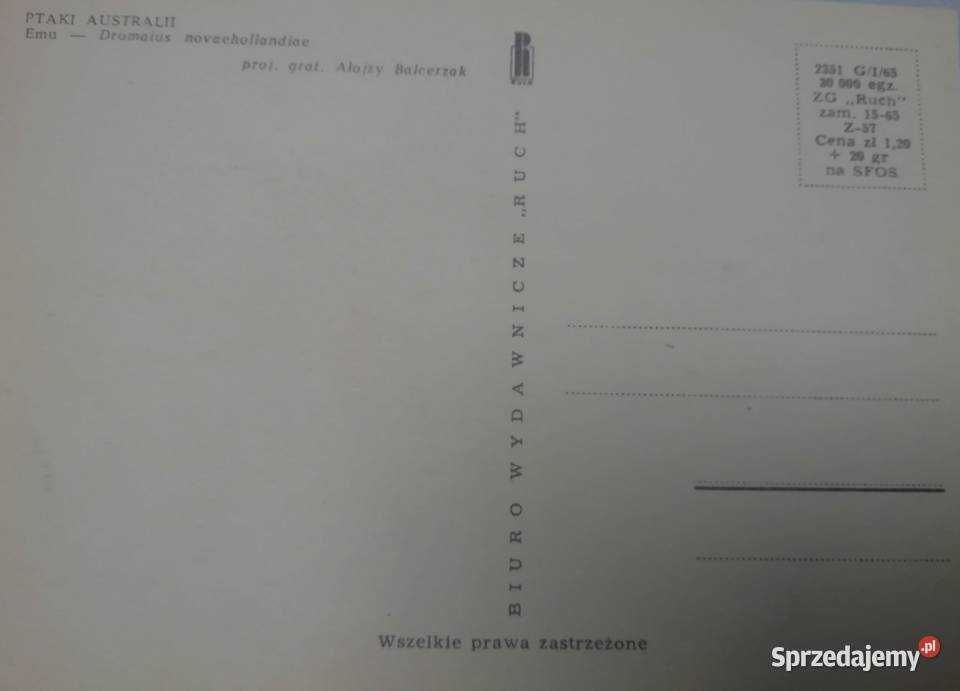 PTAKI AUSTRALII
Emu — Dromaius novaehollandiae
proj. graf. Alojzy Balcerzak
RUCH
BIURO WYDAWNICZE „RUCH"
2351 G/I/65
30 000 egz.
ZG „Ruch"
zam. 15-65
Z-57
Cena zł 1,20
+ 20 gr
na SFOS
Wszelkie prawa zastrzeżone
Sprzedajemy.pl